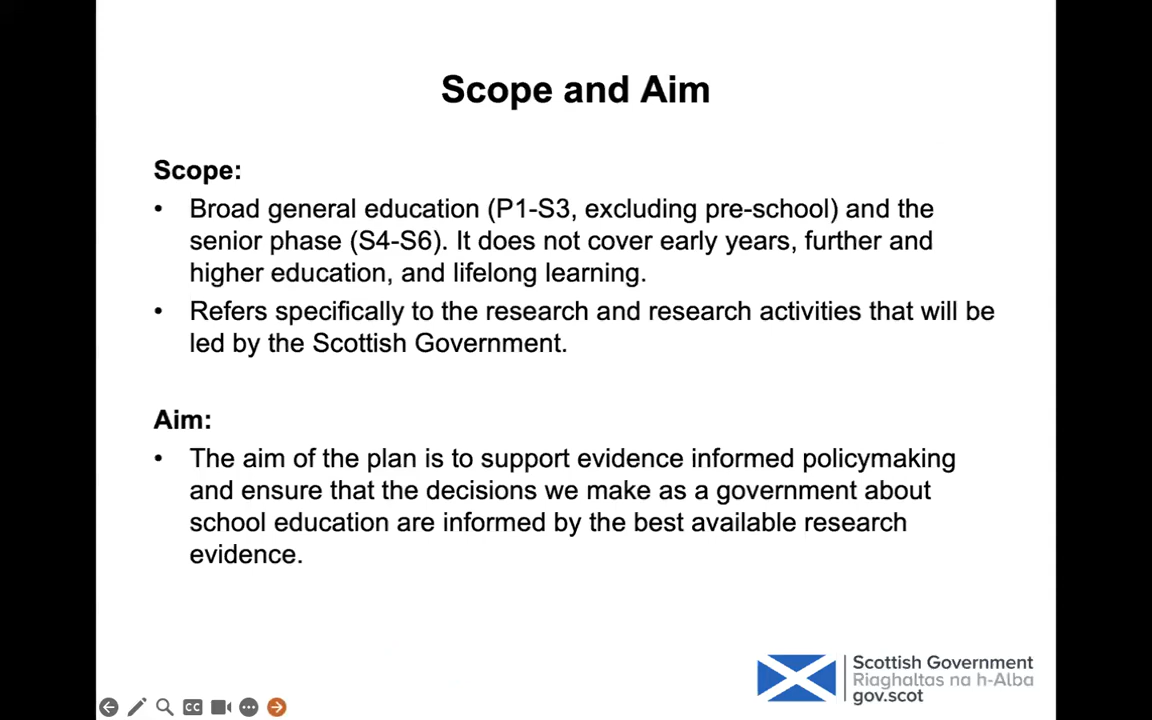 Scope and Aim
Scope:
• Broad general education (P1-S3, excluding pre-school) and the
senior phase (S4-S6). It does not cover early years, further and
higher education, and lifelong learning.
• Refers specifically to the research and research activities that will be
led by the Scottish Government.
Aim:
• The aim of the plan is to support evidence informed policymaking
and ensure that the decisions we make as a government about
school education are informed by the best available research
evidence.
Scottish Government
Riaghaltas na h-Alba
gov.scot
CC